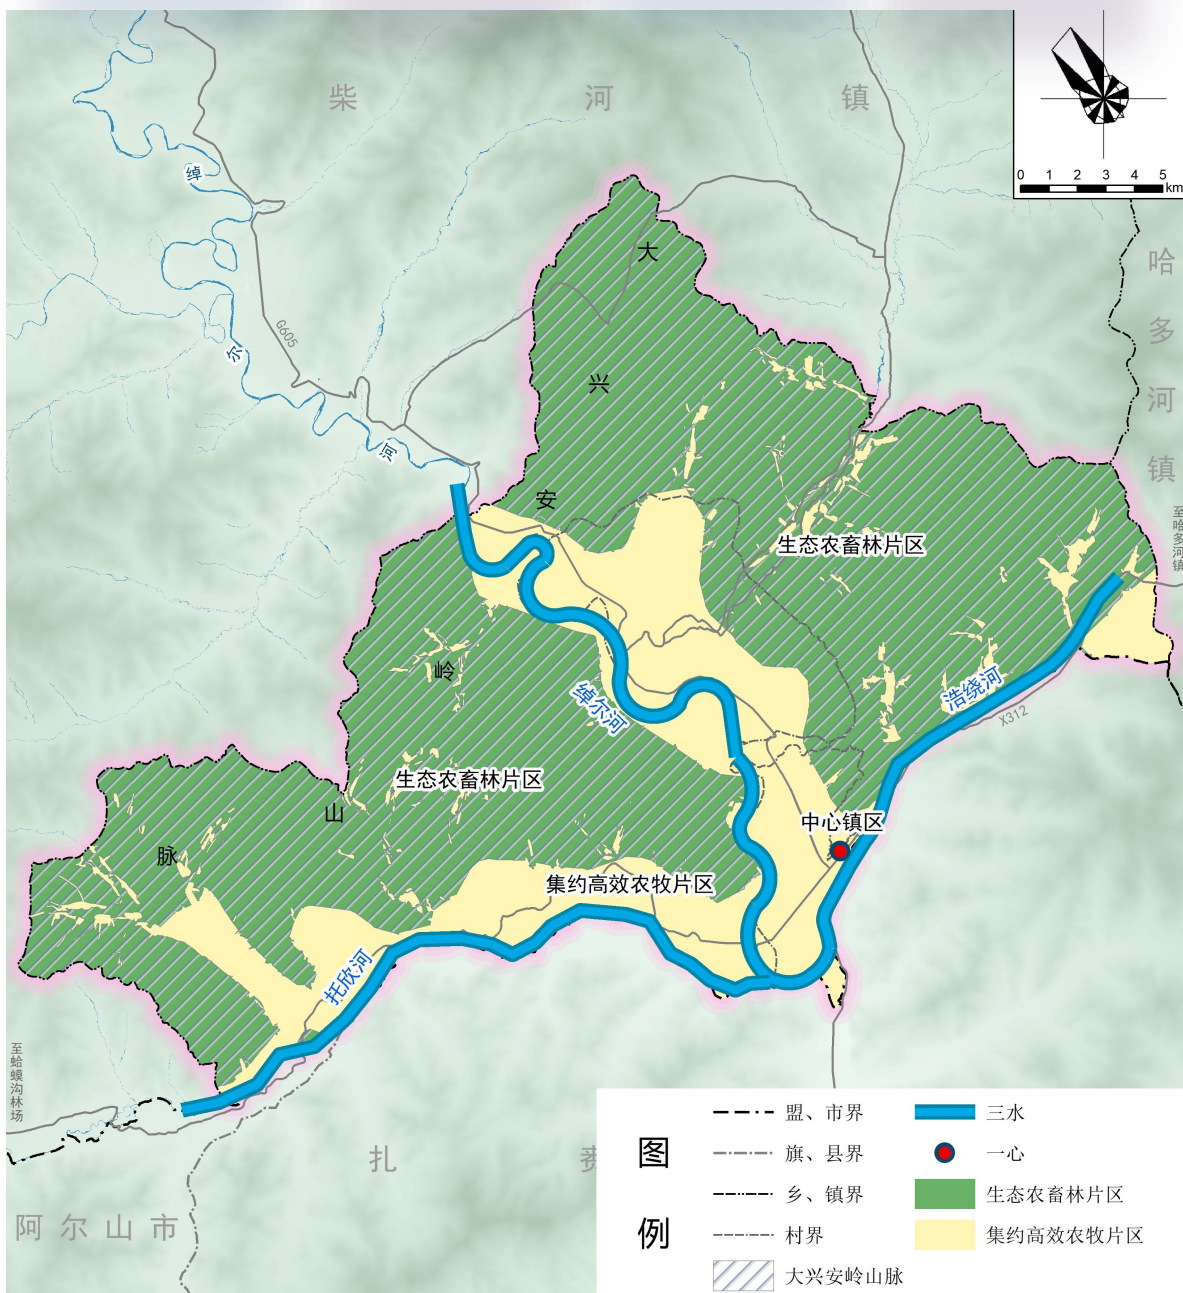 柴河镇
0 1 2 3 4 5
km
绰
大
哈多河镇
G605
尔
兴
河
安
至哈多河镇
生态农畜林片区
岭
浩绕河
绰尔河
X312
生态农畜林片区
山
中心镇区
脉
集约高效农牧片区
托欣河
至蛤蟆沟林场
扎
阿尔山市
图例
盟、市界
旗、县界
乡、镇界
村界
大兴安岭山脉
三水
一心
生态农畜林片区
集约高效农牧片区